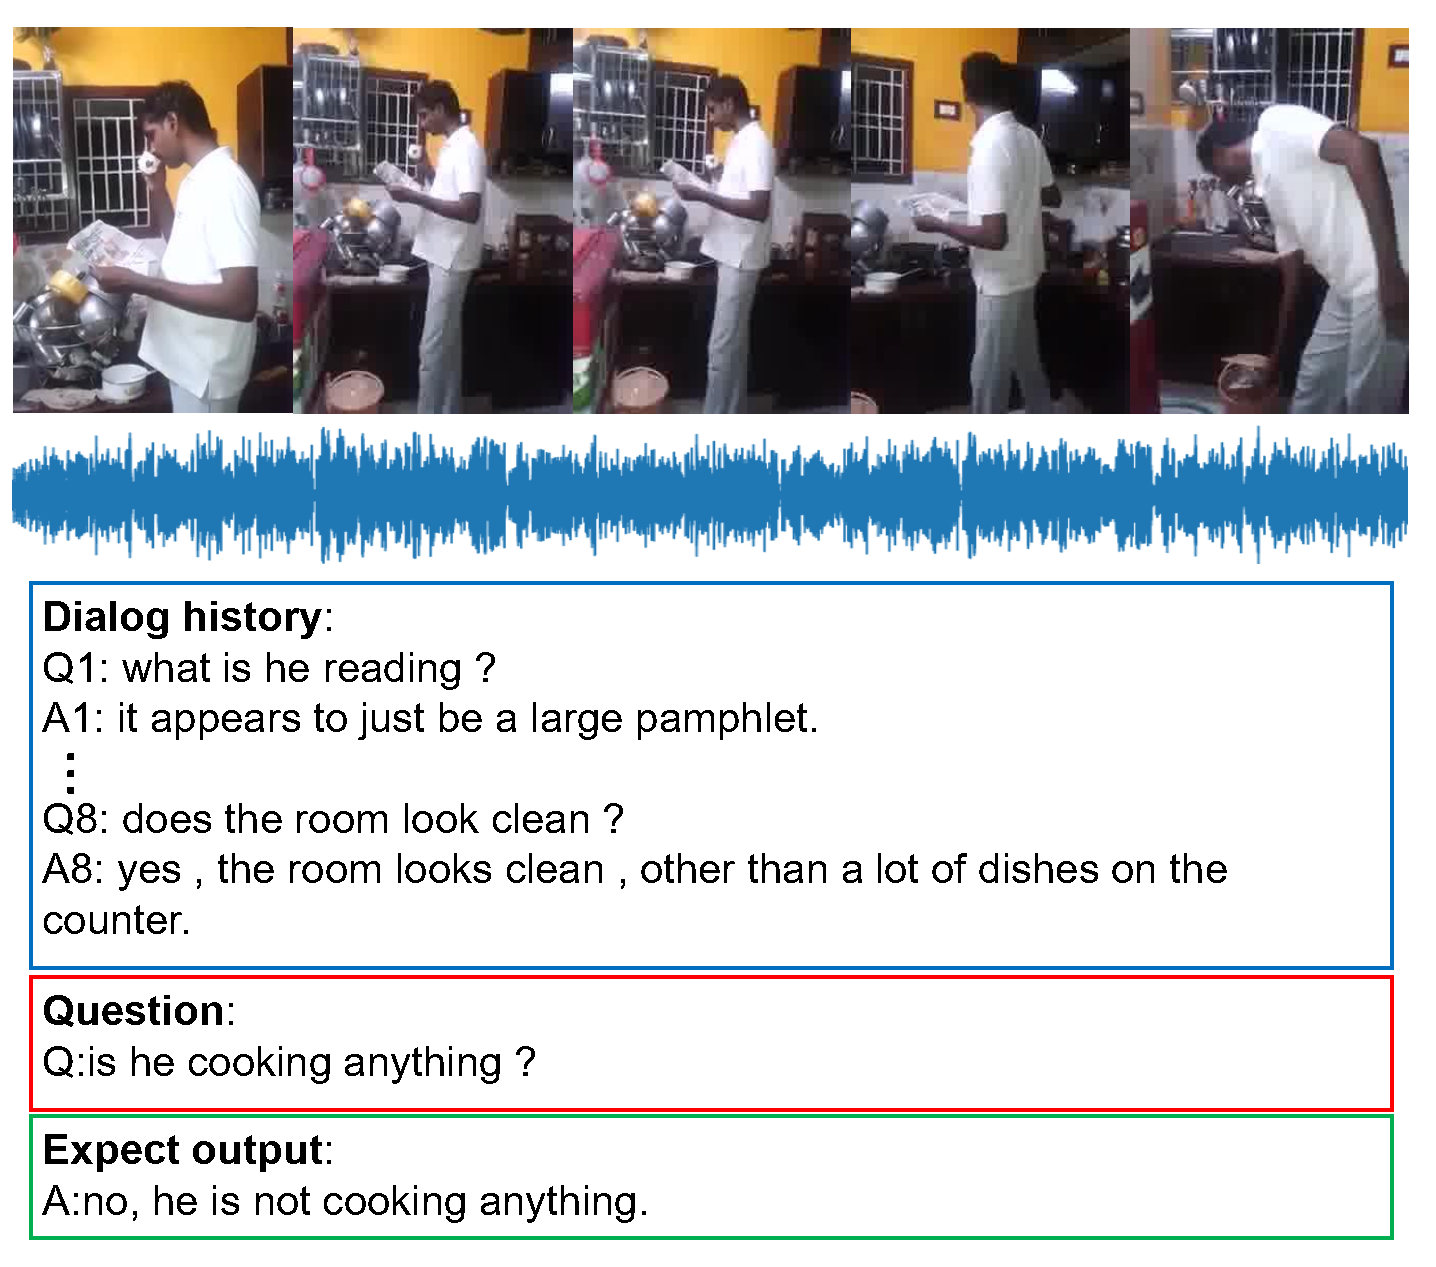 Dialog history:
Q1: what is he reading ?
A1: it appears to just be a large pamphlet.
⋮
Q8: does the room look clean ?
A8: yes , the room looks clean , other than a lot of dishes on the
counter.
Question:
Q:is he cooking anything ?
Expect output:
A:no, he is not cooking anything.